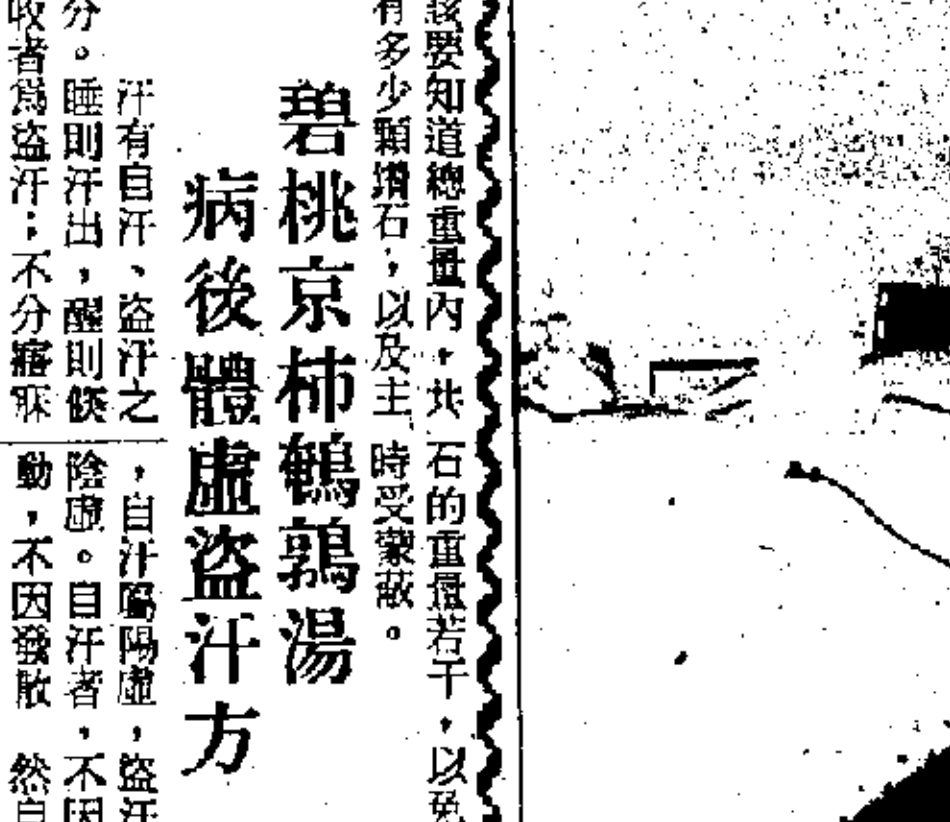 該要知道總重量內，共
有多少顆鑽石，以及主
石的重量若干，以免
時受蒙蔽。
碧桃京柿鵪鶉湯
病後體虛盜汗方
汗有自汗、盜汗之
分。睡則汗出，醒則倐
收者爲盜汗；不分寤寐
，自汗屬陽虛，盜汗
陰虛。自汗者，不因
動，不因發散　然自